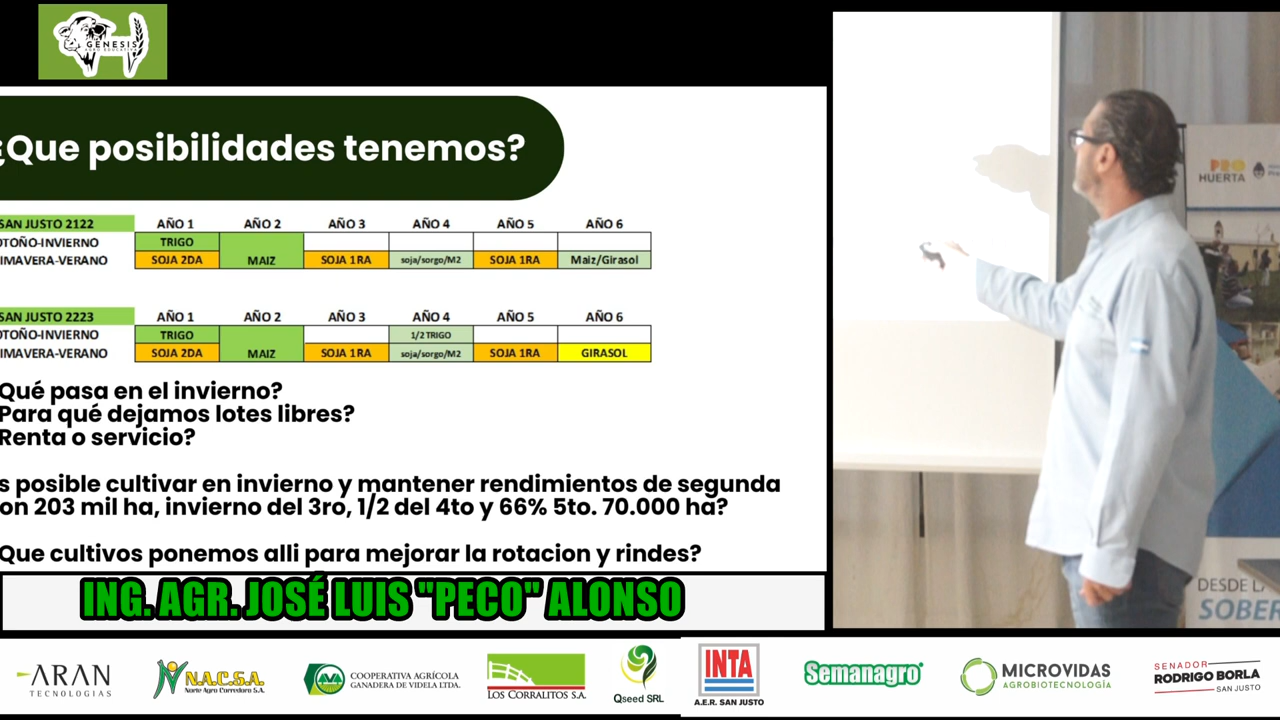 GENESIS
AGRO EDUCATIVA
¿Que posibilidades tenemos?
SAN JUSTO 2122 AÑO 1 AÑO 2 AÑO 3 AÑO 4 AÑO 5 AÑO 6
OTOÑO-INVIERNO TRIGO
IMAVERA-VERANO SOJA 2DA MAIZ SOJA 1RA soja/sorgo/M2 SOJA 1RA Maiz/Girasol
SAN JUSTO 2223 AÑO 1 AÑO 2 AÑO 3 AÑO 4 AÑO 5 AÑO 6
OTOÑO-INVIERNO TRIGO 1/2 TRIGO
IMAVERA-VERANO SOJA 2DA MAIZ SOJA 1RA soja/sorgo/M2 SOJA 1RA GIRASOL
Qué pasa en el invierno?
Para qué dejamos lotes libres?
Renta o servicio?
s posible cultivar en invierno y mantener rendimientos de segunda
on 203 mil ha, invierno del 3ro, 1/2 del 4to y 66% 5to. 70.000 ha?
Que cultivos ponemos alli para mejorar la rotacion y rindes?
ING. AGR. JOSÉ LUIS "PECO" ALONSO
PRO
HUERTA
DESDE LA
SOBER
ARAN
TECNOLOGIAS
N.A.C.S.A.
Norte Agro Corredora S.A.
COOPERATIVA AGRÍCOLA
GANADERA DE VIDELA LTDA.
LOS CORRALITOS S.A.
Qseed SRL
INTA
A.E.R. SAN JUSTO
Semanagro
MICROVIDAS
AGROBIOTECNOLOGÍA
SENADOR
RODRIGO BORLA
SAN JUSTO